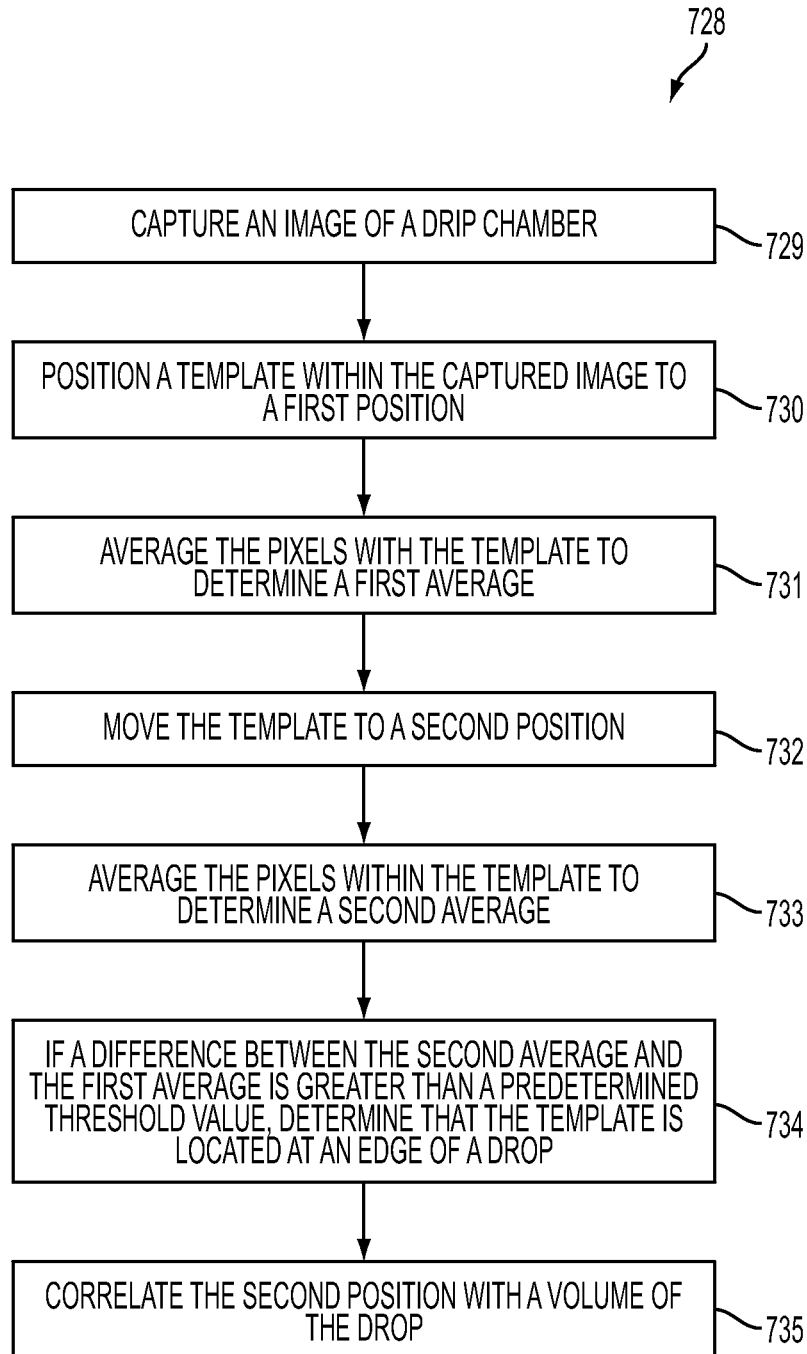 728
CAPTURE AN IMAGE OF A DRIP CHAMBER
729
POSITION A TEMPLATE WITHIN THE CAPTURED IMAGE TO
A FIRST POSITION
730
AVERAGE THE PIXELS WITH THE TEMPLATE TO
DETERMINE A FIRST AVERAGE
731
MOVE THE TEMPLATE TO A SECOND POSITION
732
AVERAGE THE PIXELS WITHIN THE TEMPLATE TO
DETERMINE A SECOND AVERAGE
733
IF A DIFFERENCE BETWEEN THE SECOND AVERAGE AND
THE FIRST AVERAGE IS GREATER THAN A PREDETERMINED
THRESHOLD VALUE, DETERMINE THAT THE TEMPLATE IS
LOCATED AT AN EDGE OF A DROP
734
CORRELATE THE SECOND POSITION WITH A VOLUME OF
THE DROP
735